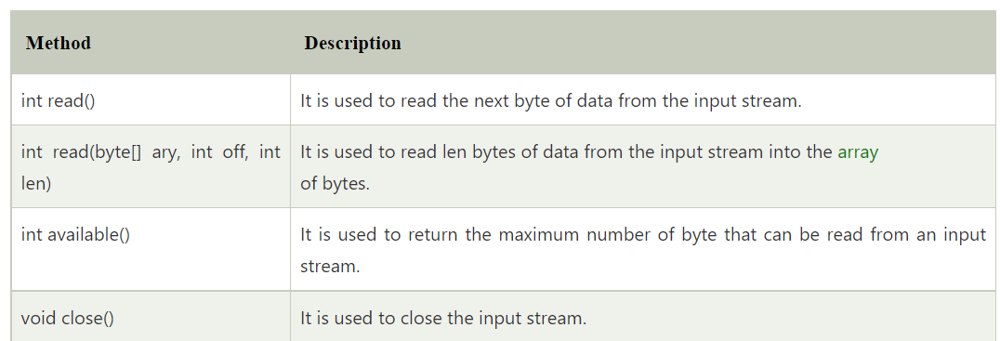 Method Description
int read() It is used to read the next byte of data from the input stream.
int read(byte[] ary, int off, int It is used to read len bytes of data from the input stream into the array
len) of bytes.
int available() It is used to return the maximum number of byte that can be read from an input
stream.
void close() It is used to close the input stream.